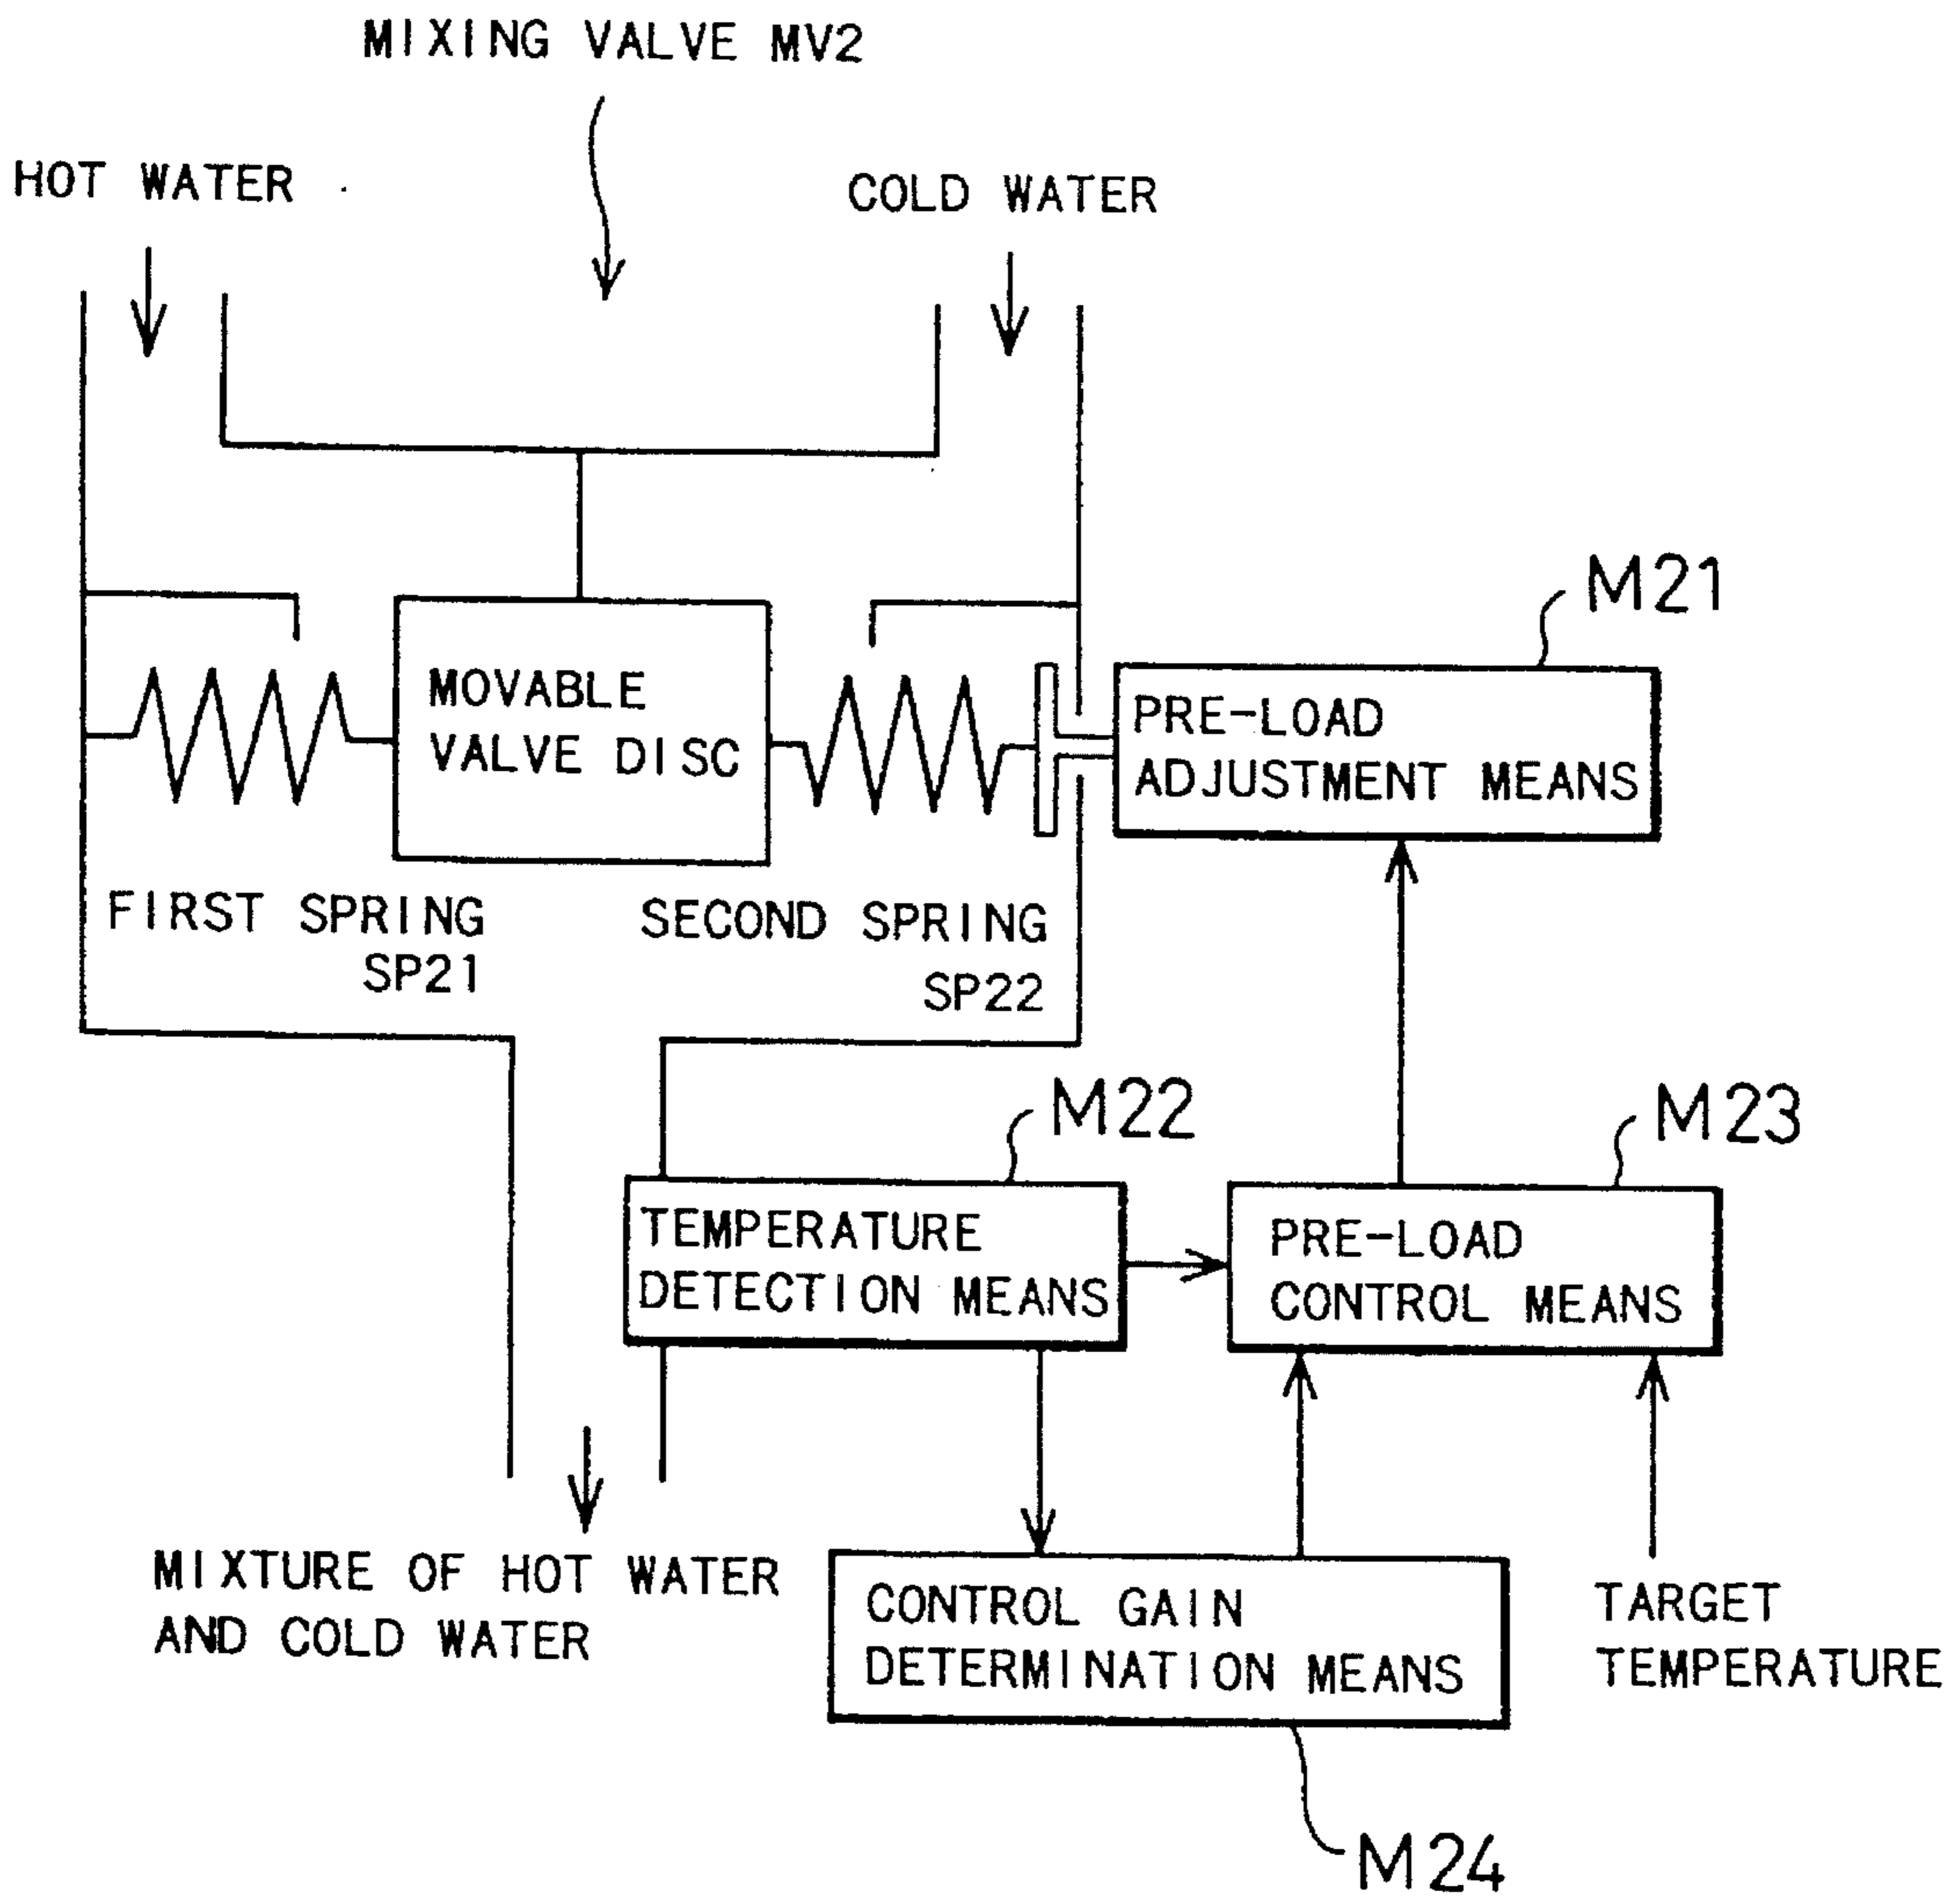 MIXING VALVE MV2
HOT WATER
COLD WATER
M21
MOVABLE
VALVE DISC
PRE-LOAD
ADJUSTMENT MEANS
FIRST SPRING
SP21
SECOND SPRING
SP22
M22
M23
TEMPERATURE
DETECTION MEANS
PRE-LOAD
CONTROL MEANS
MIXTURE OF HOT WATER
AND COLD WATER
CONTROL GAIN
DETERMINATION MEANS
TARGET
TEMPERATURE
M24